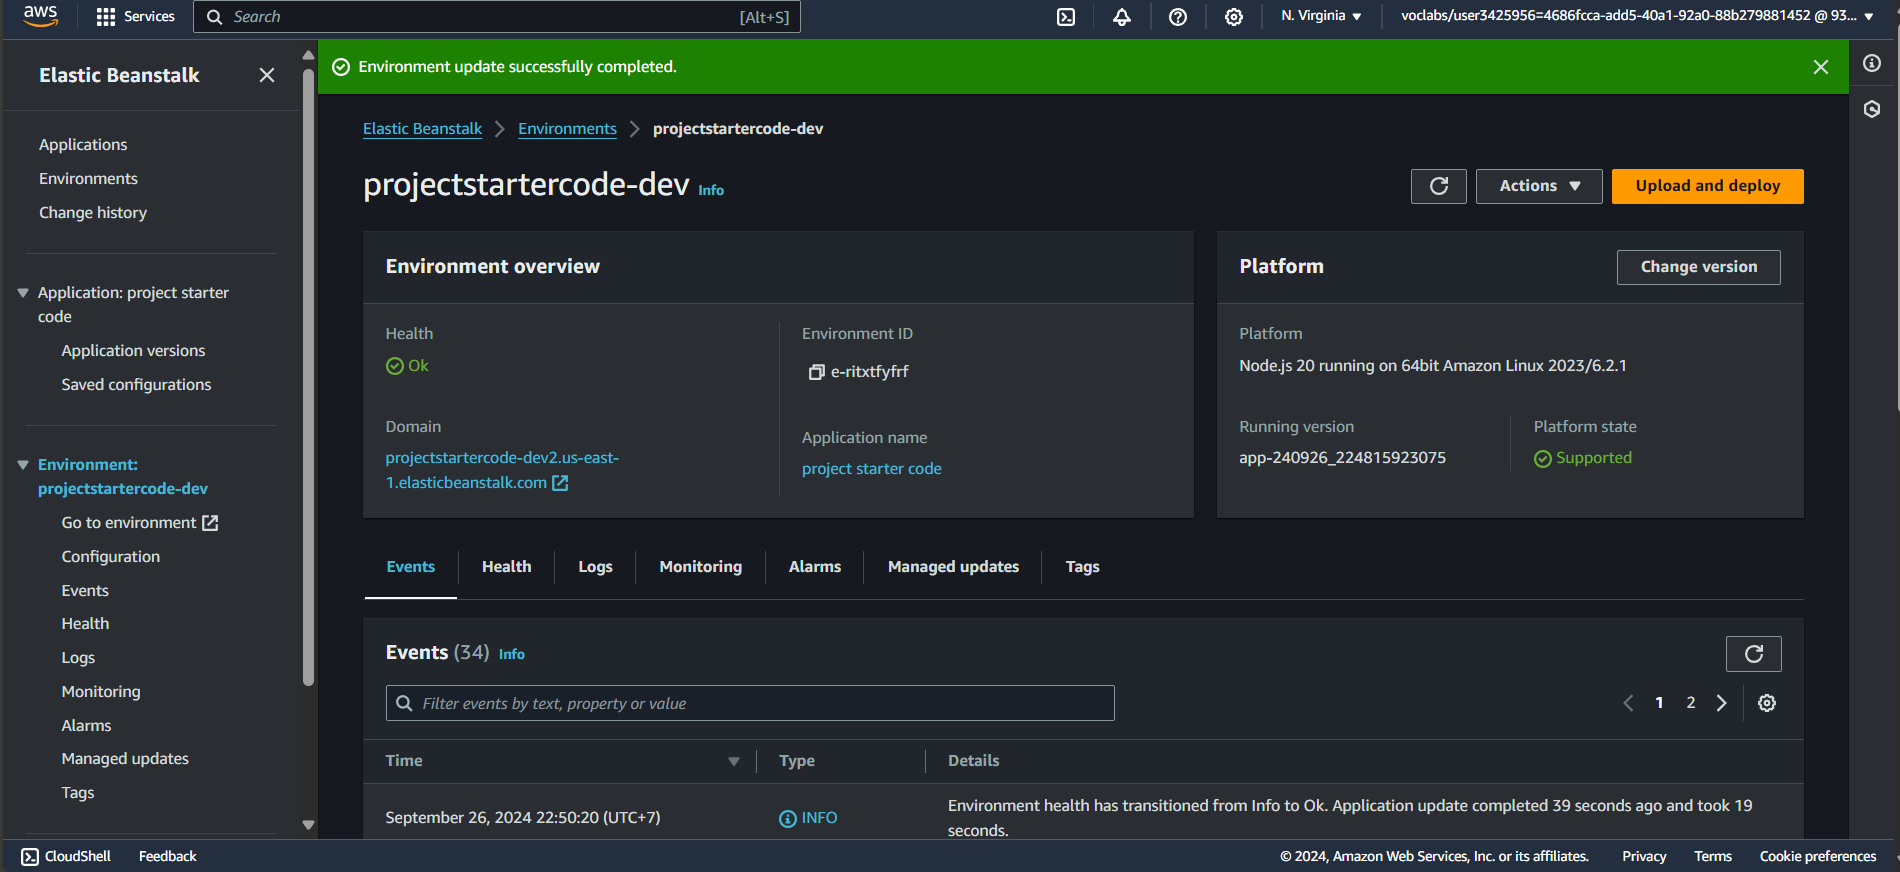 aws
Services
Search
[Alt+S]
N. Virginia
voclabs/user3425956=4686fcca-add5-40a1-92a0-88b279881452 @ 93...
Elastic Beanstalk
Applications
Environments
Change history
Application: project starter
code
Application versions
Saved configurations
Environment:
projectstartercode-dev
Go to environment
Configuration
Events
Health
Logs
Monitoring
Alarms
Managed updates
Tags
Environment update successfully completed.
Elastic Beanstalk
Environments
projectstartercode-dev
projectstartercode-dev Info
Actions
Upload and deploy
Environment overview
Health
Ok
Domain
projectstartercode-dev2.us-east-
1.elasticbeanstalk.com
Environment ID
e-ritxtfyfrf
Application name
project starter code
Platform
Change version
Platform
Node.js 20 running on 64bit Amazon Linux 2023/6.2.1
Running version
app-240926_224815923075
Platform state
Supported
Events
Health
Logs
Monitoring
Alarms
Managed updates
Tags
Events (34) Info
Filter events by text, property or value
1
2
Time
Type
Details
September 26, 2024 22:50:20 (UTC+7)
INFO
Environment health has transitioned from Info to Ok. Application update completed 39 seconds ago and took 19
seconds.
CloudShell
Feedback
© 2024, Amazon Web Services, Inc. or its affiliates.
Privacy
Terms
Cookie preferences